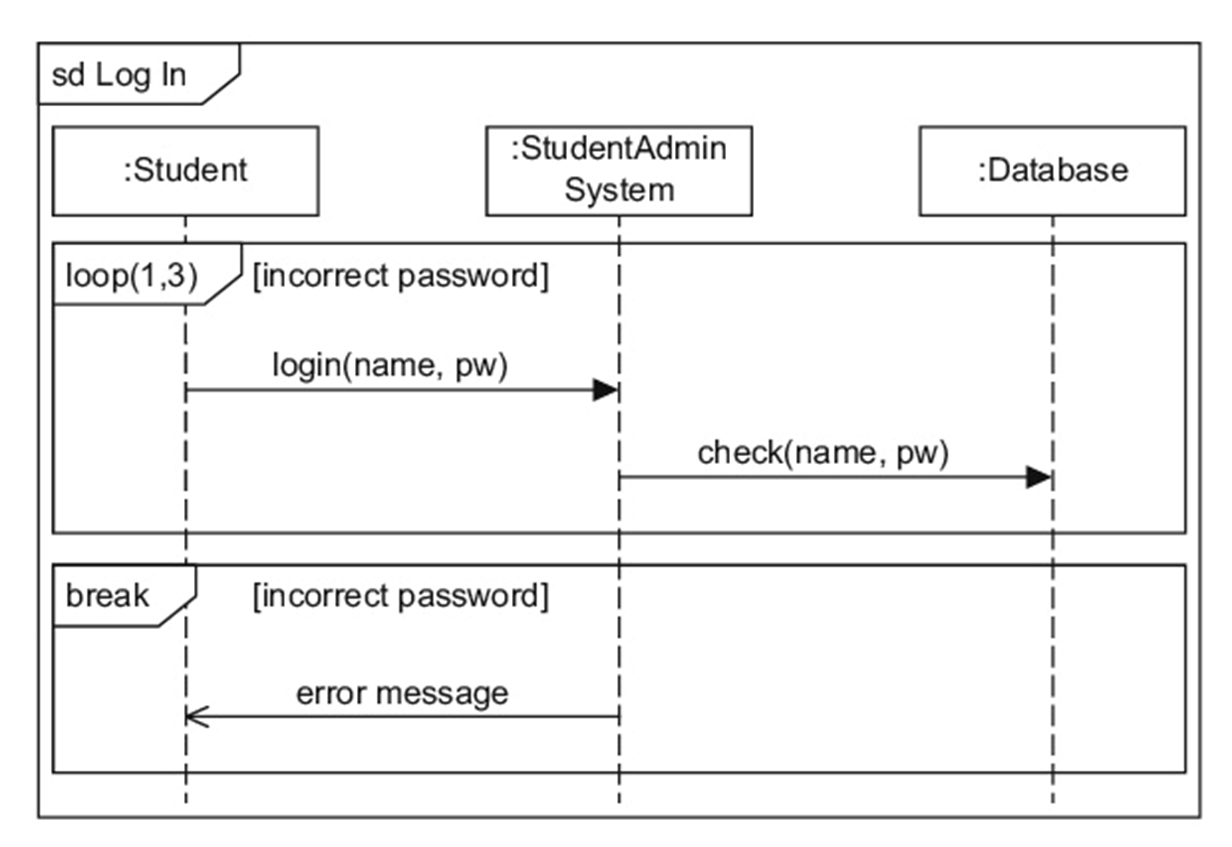 sd Log In
:Student
:StudentAdmin
System
:Database
loop(1,3) [incorrect password]
login(name, pw)
check(name, pw)
break [incorrect password]
error message